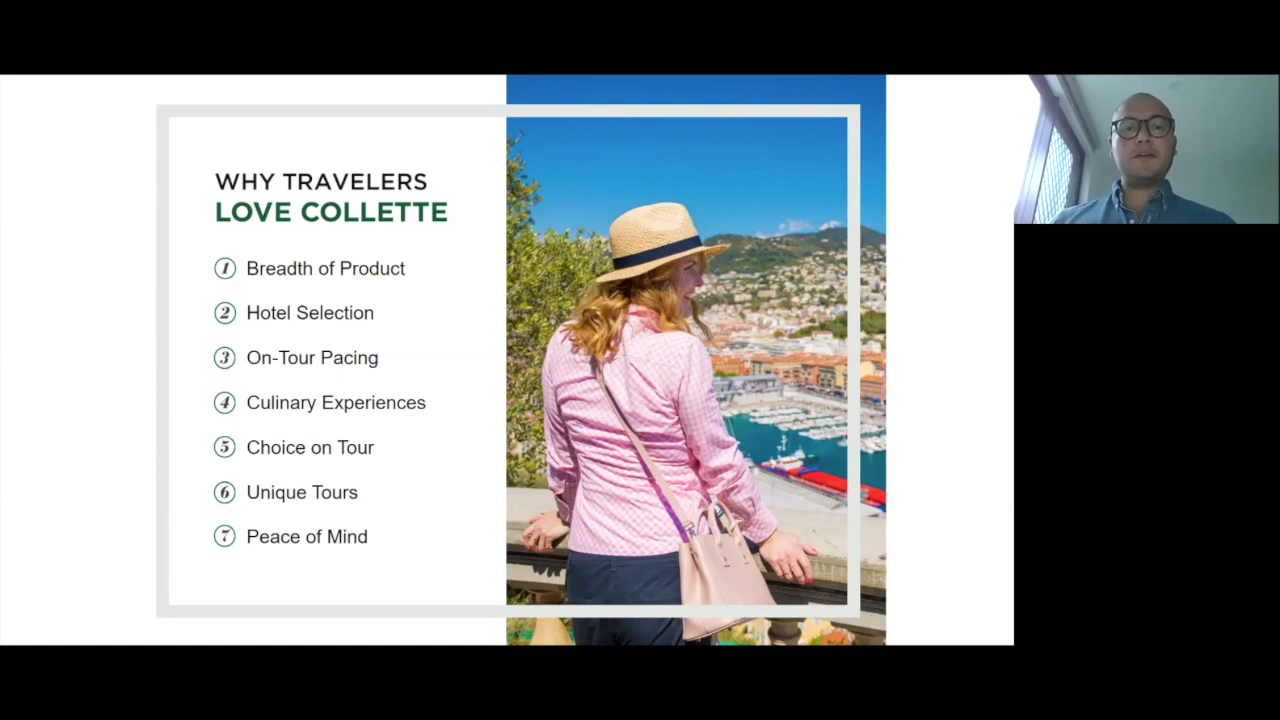 WHY TRAVELERS
LOVE COLLETTE
1 Breadth of Product
2 Hotel Selection
3 On-Tour Pacing
4 Culinary Experiences
5 Choice on Tour
6 Unique Tours
7 Peace of Mind